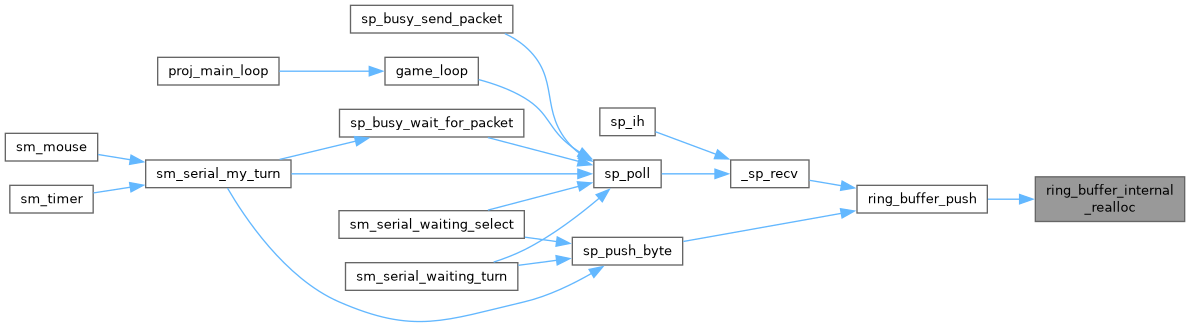 sp_busy_send_packet
proj_main_loop
game_loop
sp_busy_wait_for_packet
sp_ih
sm_mouse
sm_serial_my_turn
sp_poll
_sp_recv
sm_timer
ring_buffer_push
ring_buffer_internal
_realloc
sm_serial_waiting_select
sp_push_byte
sm_serial_waiting_turn